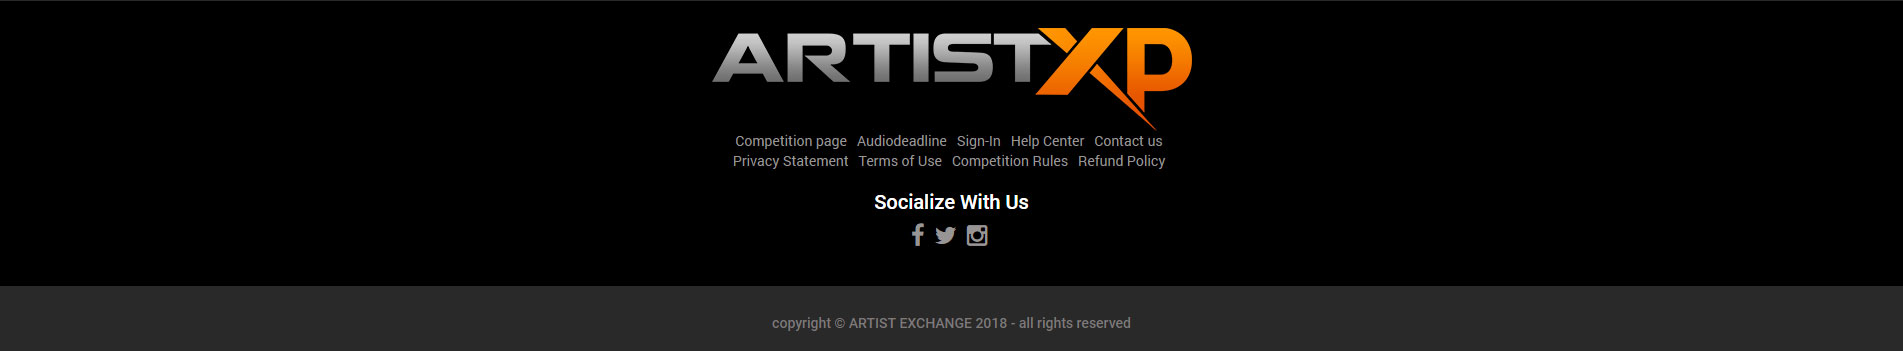 ARTISTXP
Competition page Audiodeadline Sign-In Help Center Contact us
Privacy Statement Terms of Use Competition Rules Refund Policy
Socialize With Us
copyright © ARTIST EXCHANGE 2018 - all rights reserved